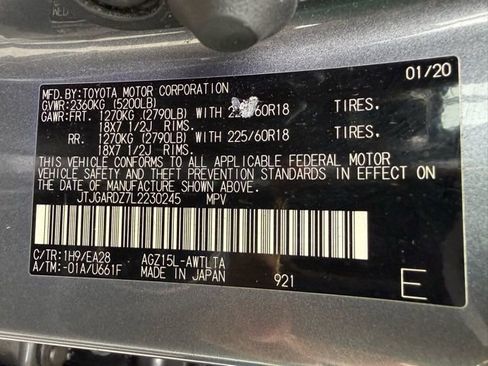 WED
MFD.BY:TOYOTA MOTOR CORPORATION 01/20
GVWR:2360KG (5200LB)
GAWR:FRT. 1270KG (2790LB) WITH /60R18 TIRES.
18X7 1/2J RIMS.
RR. 1270KG (2790LB) WITH 225/60R18 TIRES.
18X7 1/2J RIMS.
THIS VEHICLE CONFORMS TO ALL APPLICABLE FEDERAL MOTOR
VEHICLE SAFETY AND THEFT PREVENTION STANDARDS IN EFFECT
ON THE DATE OF MANUFACTURE SHOWN ABOVE.
JTJGARDZ7L2230245 MPV
C/TR:1H9/EA28 AGZ15L-AWTLTA
A/TM:-01A/U661F MADE IN JAPAN 921 E